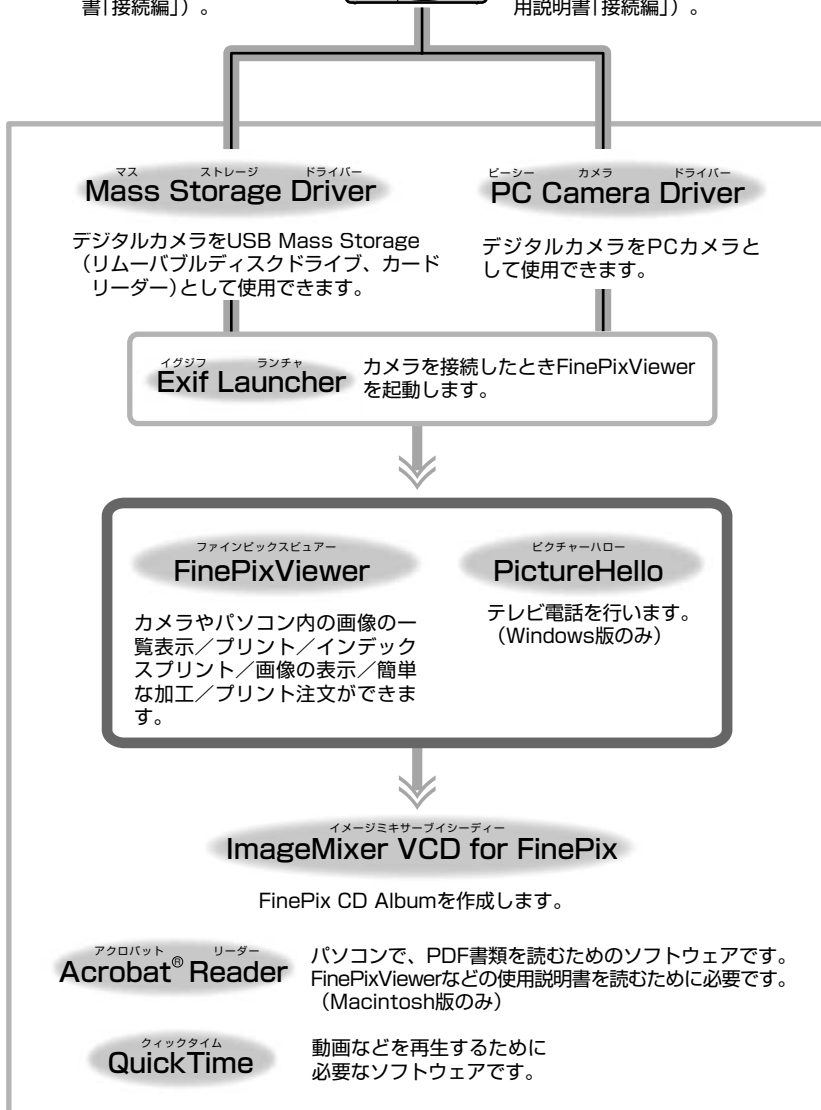 書「接続編」）。
用説明書「接続編」）。
マス ストレージ ドライバー
Mass Storage Driver
デジタルカメラをUSB Mass Storage
（リムーバブルディスクドライブ、カード
リーダー）として使用できます。
ピーシー カメラ ドライバー
PC Camera Driver
デジタルカメラをPCカメラと
して使用できます。
イグジフ ランチャ
Exif Launcher
カメラを接続したときFinePixViewer
を起動します。
ファインピックスビュアー
FinePixViewer
カメラやパソコン内の画像の一
覧表示／プリント／インデック
スプリント／画像の表示／簡単
な加工／プリント注文ができま
す。
ピクチャーハロー
PictureHello
テレビ電話を行います。
（Windows版のみ）
イメージミキサーブイシーディー
ImageMixer VCD for FinePix
FinePix CD Albumを作成します。
アクロバット リーダー
Acrobat® Reader
パソコンで、PDF書類を読むためのソフトウェアです。
FinePixViewerなどの使用説明書を読むために必要です。
（Macintosh版のみ）
クィックタイム
QuickTime
動画などを再生するために
必要なソフトウェアです。